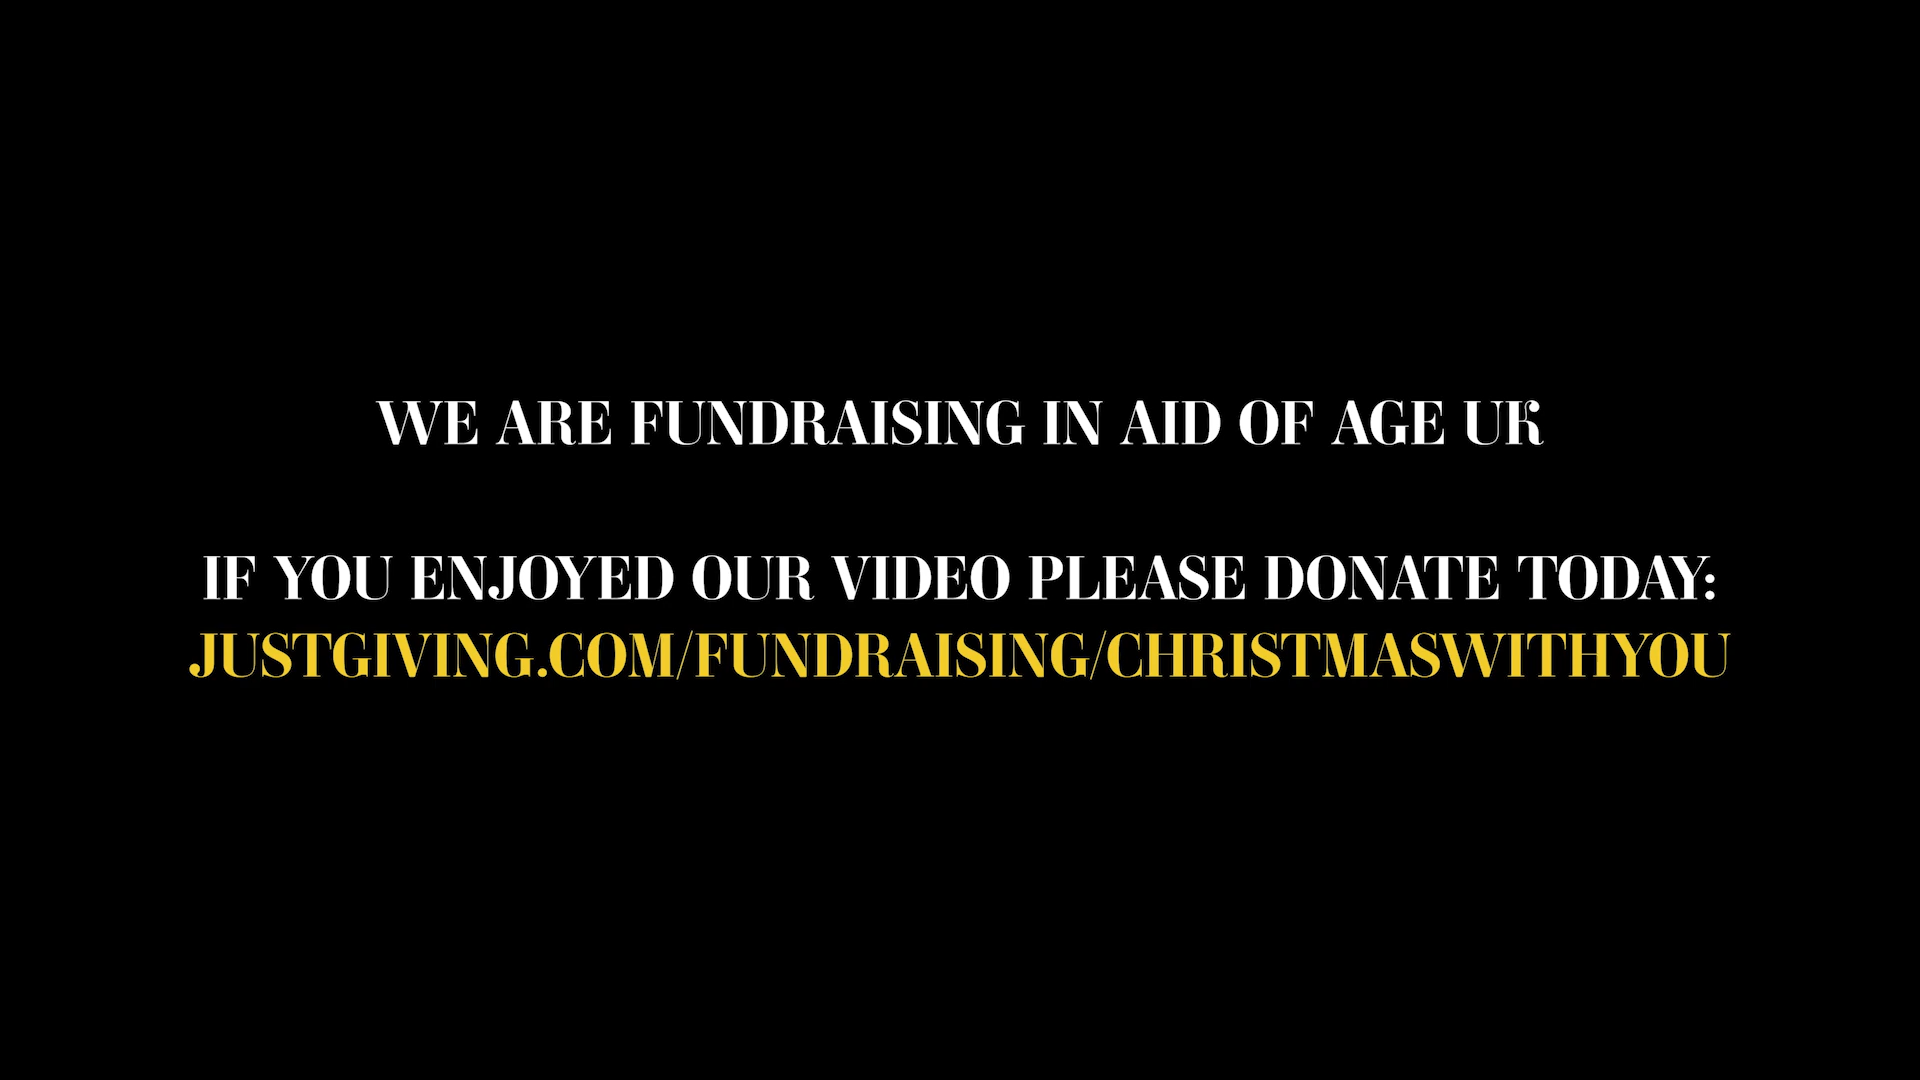 WE ARE FUNDRAISING IN AID OF AGE UK
IF YOU ENJOYED OUR VIDEO PLEASE DONATE TODAY:
JUSTGIVING.COM/FUNDRAISING/CHRISTMASWITHYOU